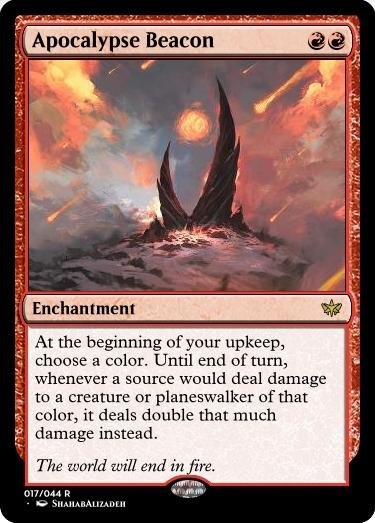 Apocalypse Beacon
Enchantment
At the beginning of your upkeep,
choose a color. Until end of turn,
whenever a source would deal damage
to a creature or planeswalker of that
color, it deals double that much
damage instead.
The world will end in fire.
017/044 R
· ShahabAlizadeh